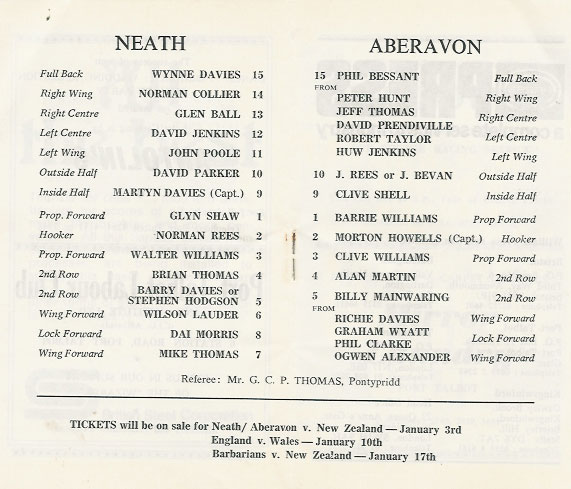 NEATH
Full Back WYNNE DAVIES 15
Right Wing NORMAN COLLIER 14
Right Centre GLEN BALL 13
Left Centre DAVID JENKINS 12
Left Wing JOHN POOLE 11
Outside Half DAVID PARKER 10
Inside Half MARTYN DAVIES (Capt.) 9
Prop. Forward GLYN SHAW 1
Hooker NORMAN REES 2
Prop. Forward WALTER WILLIAMS 3
2nd Row BRIAN THOMAS 4
2nd Row BARRY DAVIES or
STEPHEN HODGSON 5
Wing Forward WILSON LAUDER 6
Lock Forward DAI MORRIS 8
Wing Forward MIKE THOMAS 7
ABERAVON
15 PHIL BESSANT Full Back
FROM
PETER HUNT Right Wing
JEFF THOMAS Right Centre
DAVID PRENDIVILLE
ROBERT TAYLOR Left Centre
HUW JENKINS Left Wing
10 J. REES or J. BEVAN Outside Half
9 CLIVE SHELL Inside Half
1 BARRIE WILLIAMS Prop Forward
2 MORTON HOWELLS (Capt.) Hooker
3 CLIVE WILLIAMS Prop Forward
4 ALAN MARTIN 2nd Row
5 BILLY MAINWARING 2nd Row
FROM
RICHIE DAVIES Wing Forward
GRAHAM WYATT
PHIL CLARKE Lock Forward
OGWEN ALEXANDER Wing Forward
Referee: Mr. G. C. P. THOMAS, Pontypridd
TICKETS will be on sale for Neath/ Aberavon v. New Zealand — January 3rd
England v. Wales — January 10th
Barbarians v. New Zealand — January 17th